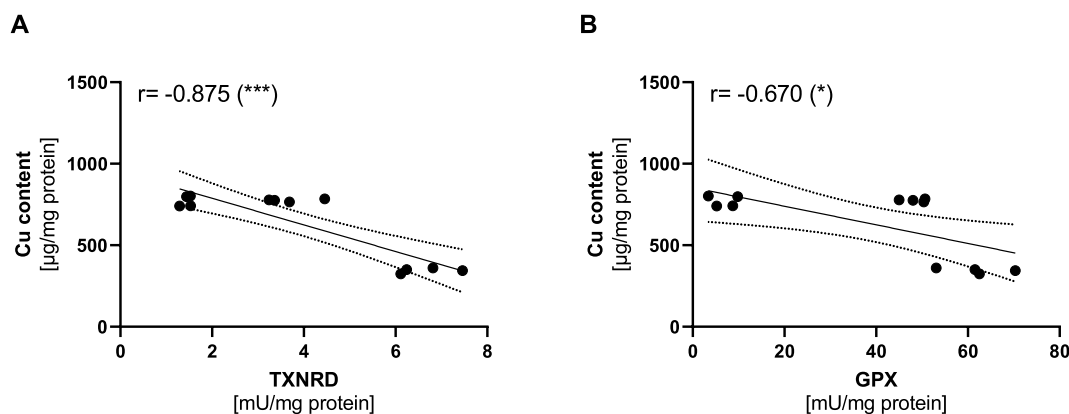 A
1500
r= -0.875 (***)
1000
500
0
Cu content
[µg/mg protein]
0 2 4 6 8
TXNRD
[mU/mg protein]
B
1500
r= -0.670 (*)
1000
500
0
Cu content
[µg/mg protein]
0 20 40 60 80
GPX
[mU/mg protein]